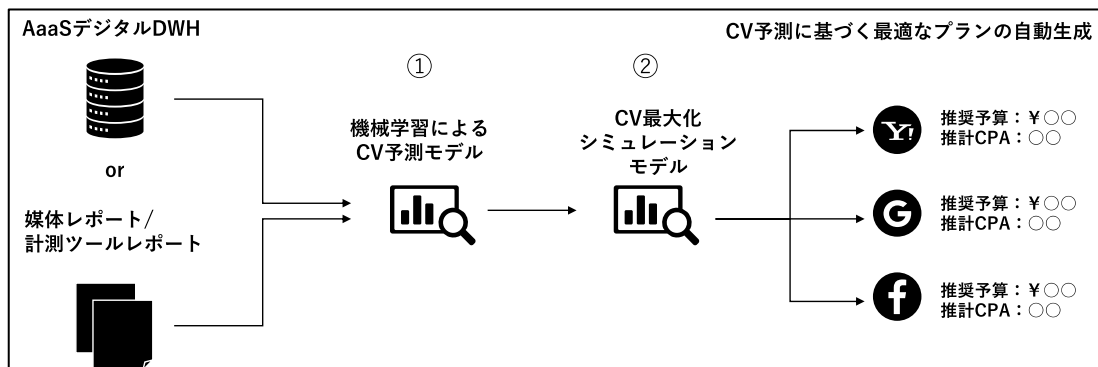 AaaSデジタルDWH
CV予測に基づく最適なプランの自動生成
or
媒体レポート/
計測ツールレポート
①
機械学習による
CV予測モデル
②
CV最大化
シミュレーション
モデル
Y!
推奨予算：￥○○
推計CPA：○○
G
推奨予算：￥○○
推計CPA：○○
f
推奨予算：￥○○
推計CPA：○○